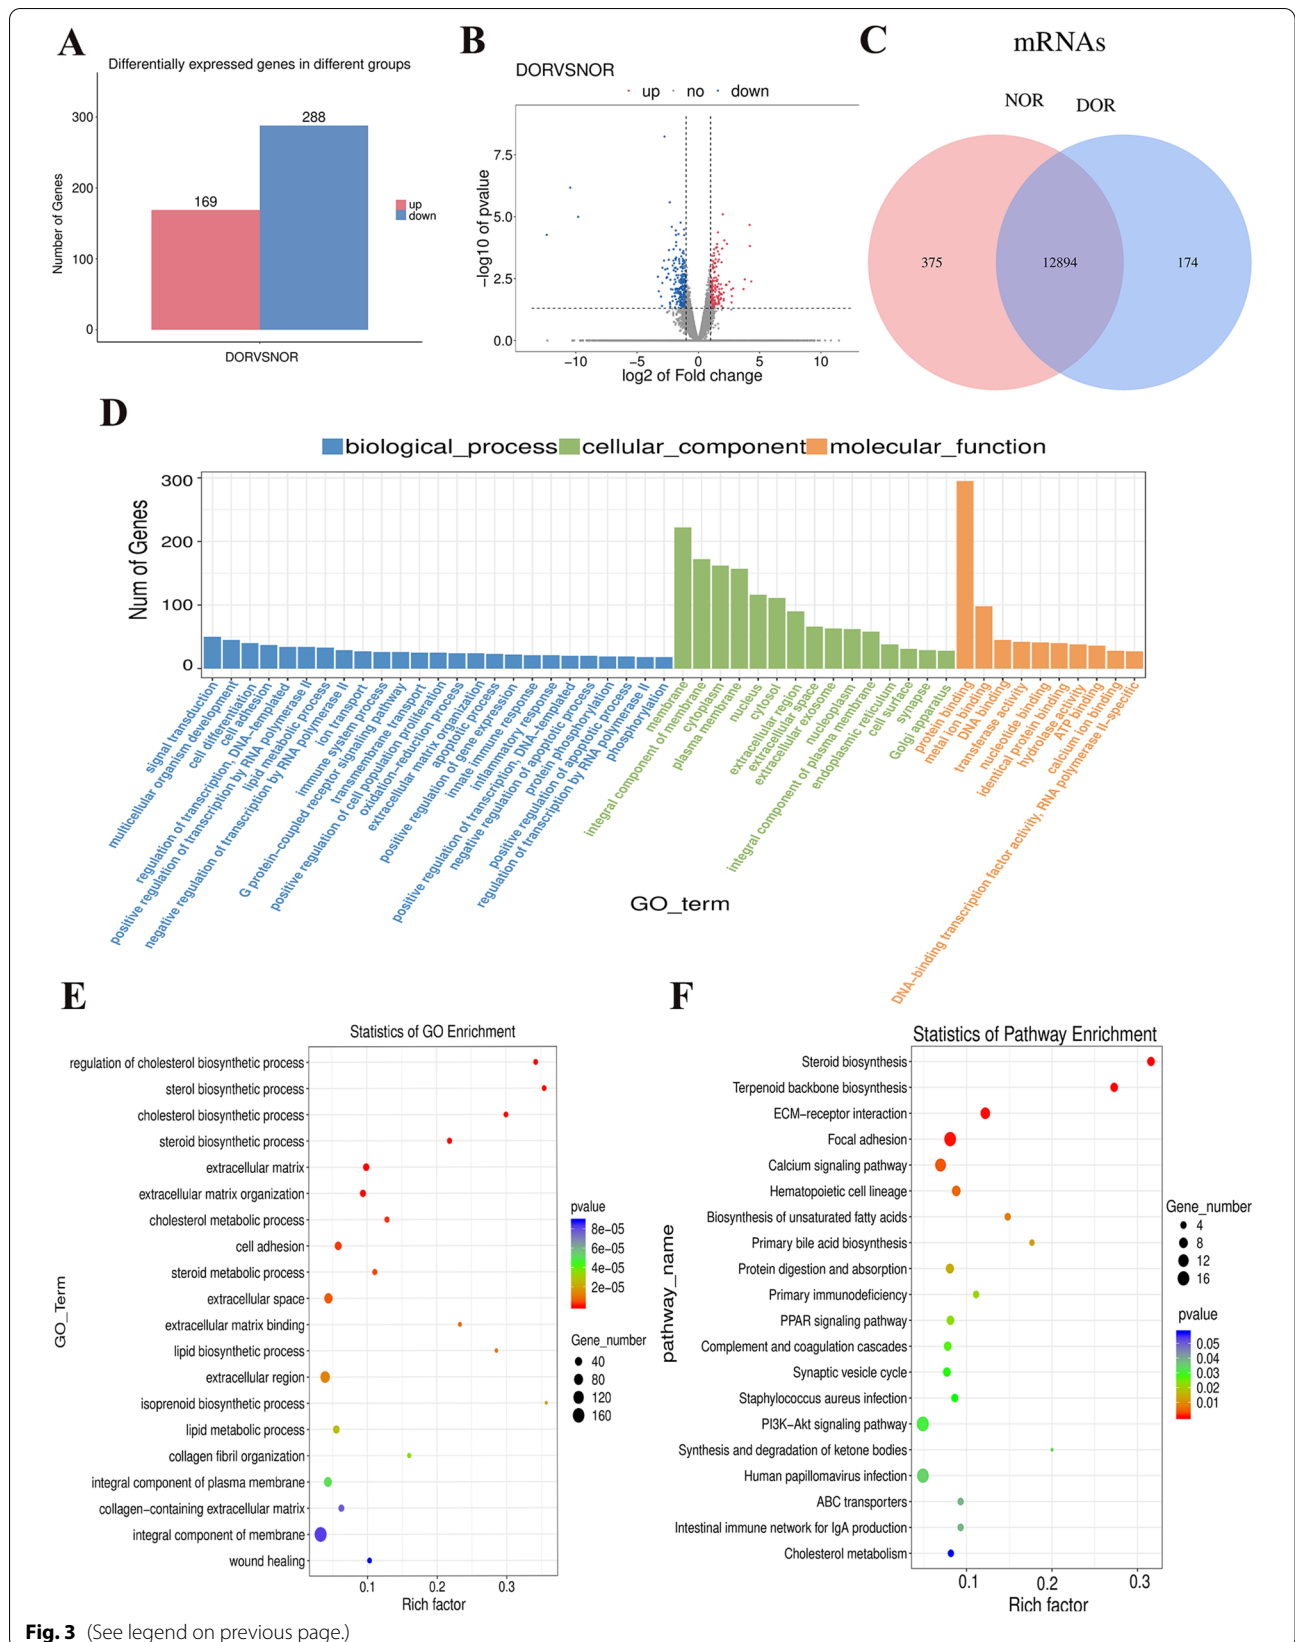 A
Differentially expressed genes in different groups
Number of Genes
300
200
100
0
169
288
up
down
DORVSNOR
B
DORVSNOR
up no down
−log10 of pvalue
7.5
5.0
2.5
0.0
−10 −5 0 5 10
log2 of Fold change
C
mRNAs
NOR DOR
375 12894 174
D
biological_process cellular_component molecular_function
Num of Genes
300
200
100
0
signal transduction
multicellular organism development
cell differentiation
cell adhesion
regulation of transcription, DNA−templated
positive regulation of transcription by RNA polymerase II
lipid metabolic process
negative regulation of transcription by RNA polymerase II
ion transport
immune system process
G protein−coupled receptor signaling pathway
transmembrane transport
positive regulation of cell population proliferation
oxidation−reduction process
extracellular matrix organization
apoptotic process
positive regulation of gene expression
innate immune response
inflammatory response
positive regulation of transcription, DNA−templated
negative regulation of apoptotic process
protein phosphorylation
positive regulation of apoptotic process
regulation of transcription by RNA polymerase II
phosphorylation
membrane
integral component of membrane
cytoplasm
plasma membrane
nucleus
cytosol
extracellular region
extracellular space
extracellular exosome
nucleoplasm
integral component of plasma membrane
endoplasmic reticulum
cell surface
synapse
Golgi apparatus
protein binding
metal ion binding
DNA binding
transferase activity
nucleotide binding
identical protein binding
hydrolase activity
ATP binding
calcium ion binding
DNA−binding transcription factor activity, RNA polymerase II−specific
GO_term
E
Statistics of GO Enrichment
GO_Term
regulation of cholesterol biosynthetic process
sterol biosynthetic process
cholesterol biosynthetic process
steroid biosynthetic process
extracellular matrix
extracellular matrix organization
cholesterol metabolic process
cell adhesion
steroid metabolic process
extracellular space
extracellular matrix binding
lipid biosynthetic process
extracellular region
isoprenoid biosynthetic process
lipid metabolic process
collagen fibril organization
integral component of plasma membrane
collagen−containing extracellular matrix
integral component of membrane
wound healing
0.1 0.2 0.3
Rich factor
pvalue
8e−05
6e−05
4e−05
2e−05
Gene_number
40
80
120
160
F
Statistics of Pathway Enrichment
pathway_name
Steroid biosynthesis
Terpenoid backbone biosynthesis
ECM−receptor interaction
Focal adhesion
Calcium signaling pathway
Hematopoietic cell lineage
Biosynthesis of unsaturated fatty acids
Primary bile acid biosynthesis
Protein digestion and absorption
Primary immunodeficiency
PPAR signaling pathway
Complement and coagulation cascades
Synaptic vesicle cycle
Staphylococcus aureus infection
PI3K−Akt signaling pathway
Synthesis and degradation of ketone bodies
Human papillomavirus infection
ABC transporters
Intestinal immune network for IgA production
Cholesterol metabolism
0.1 0.2 0.3
Rich factor
Gene_number
4
8
12
16
pvalue
0.05
0.04
0.03
0.02
0.01
Fig. 3 (See legend on previous page.)